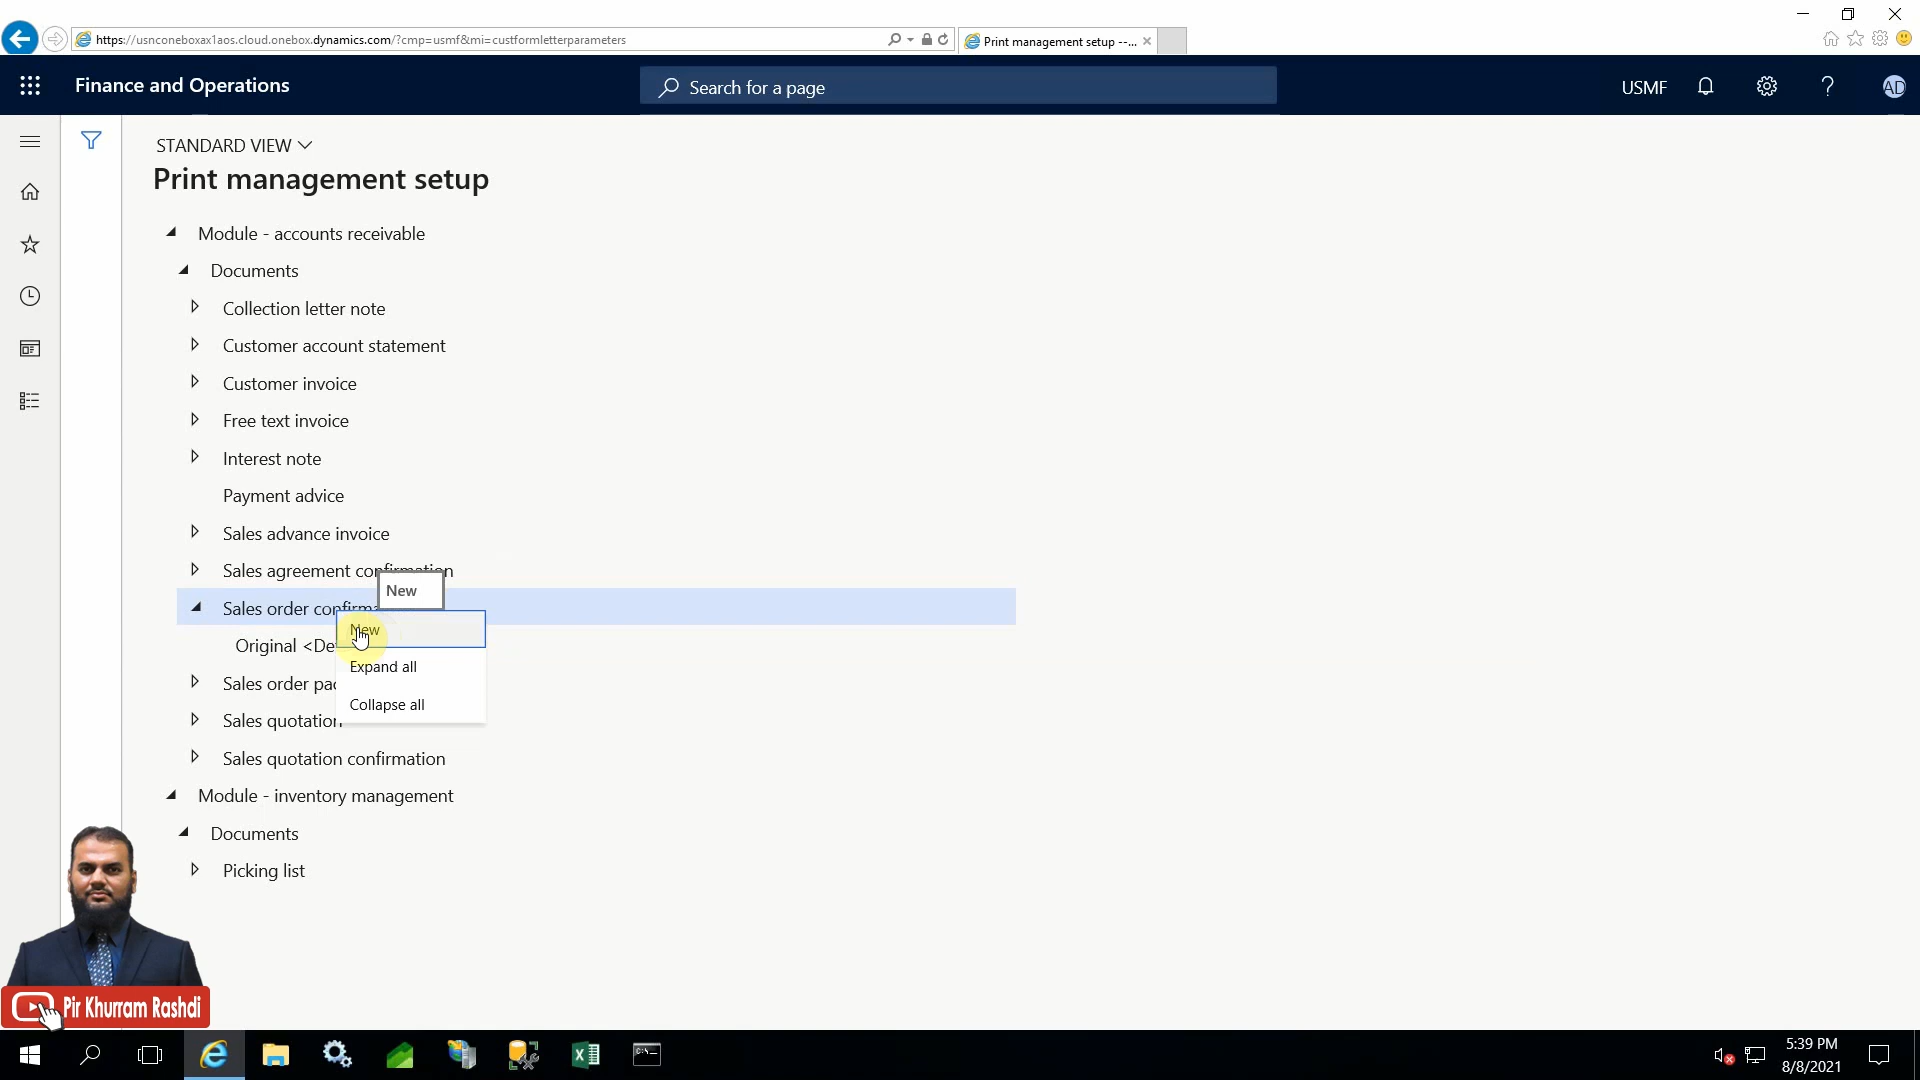 https://usnconeboxax1aos.cloud.onebox.dynamics.com/?cmp=usmf&mi=custformletterparameters
Print management setup --...
Finance and Operations
Search for a page
USMF
AD
STANDARD VIEW
Print management setup
Module - accounts receivable
Documents
Collection letter note
Customer account statement
Customer invoice
Free text invoice
Interest note
Payment advice
Sales advance invoice
Sales agreement confirmation
New
Sales order confirma
New
Original <De
Expand all
Sales order pac
Collapse all
Sales quotation
Sales quotation confirmation
Module - inventory management
Documents
Picking list
Pir Khurram Rashdi
5:39 PM
8/8/2021